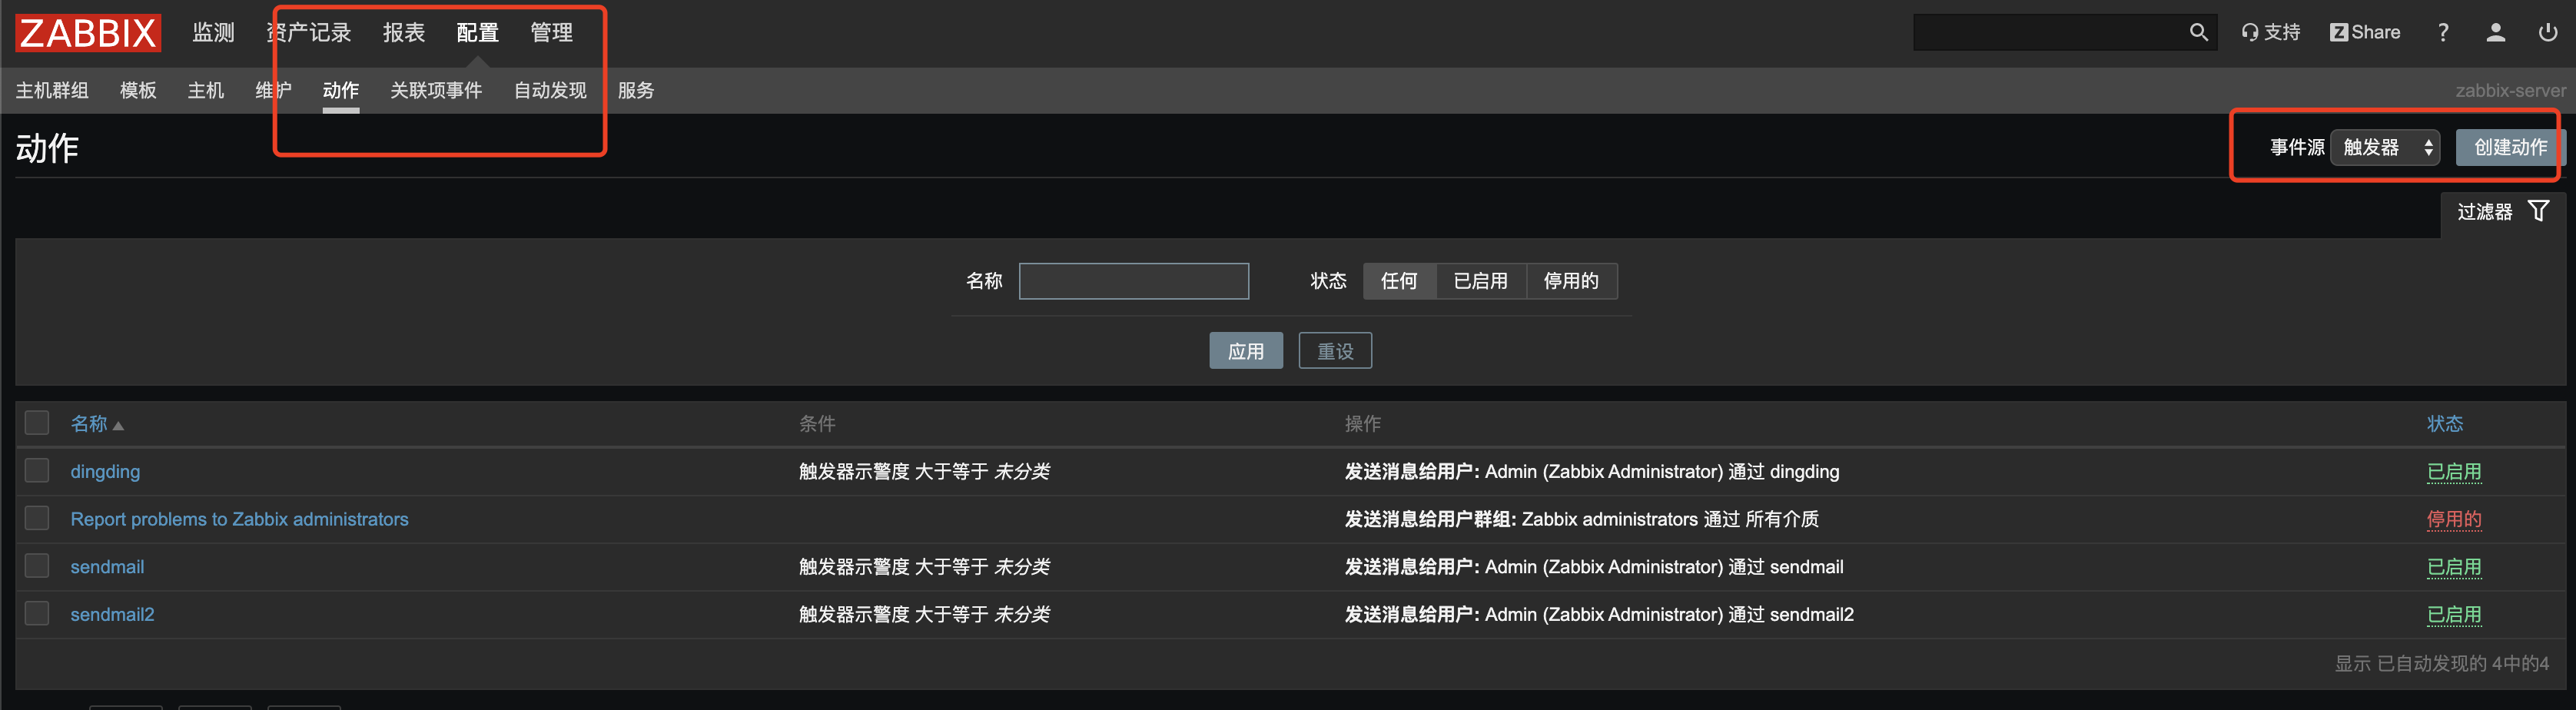 ZABBIX 监测 资产记录 报表 配置 管理 支持 Z Share ?
主机群组 模板 主机 维护 动作 关联项事件 自动发现 服务 zabbix-server
动作 事件源 触发器 创建动作
过滤器
名称 状态 任何 已启用 停用的
应用 重设
名称 条件 操作 状态
dingding 触发器示警度 大于等于 未分类 发送消息给用户: Admin (Zabbix Administrator) 通过 dingding 已启用
Report problems to Zabbix administrators 发送消息给用户群组: Zabbix administrators 通过 所有介质 停用的
sendmail 触发器示警度 大于等于 未分类 发送消息给用户: Admin (Zabbix Administrator) 通过 sendmail 已启用
sendmail2 触发器示警度 大于等于 未分类 发送消息给用户: Admin (Zabbix Administrator) 通过 sendmail2 已启用
显示 已自动发现的 4中的4